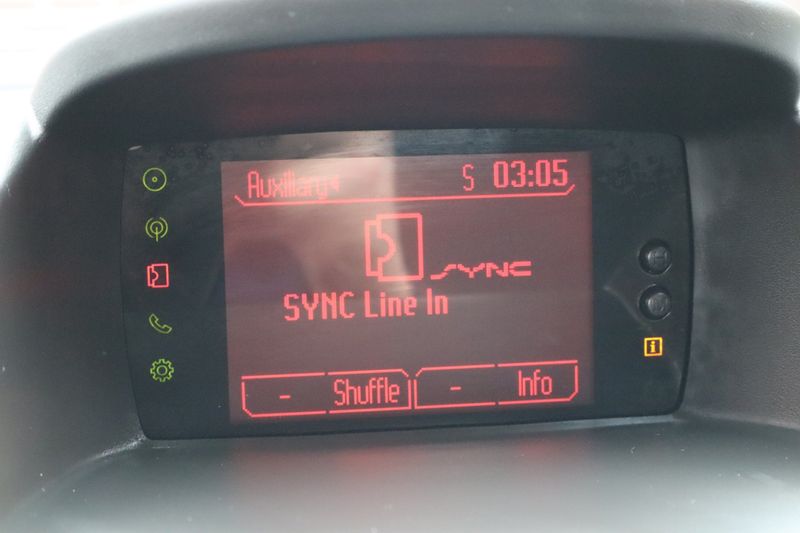 Auxiliary
S 03:05
SYNC
SYNC Line In
- Shuffle - Info
H
M
i